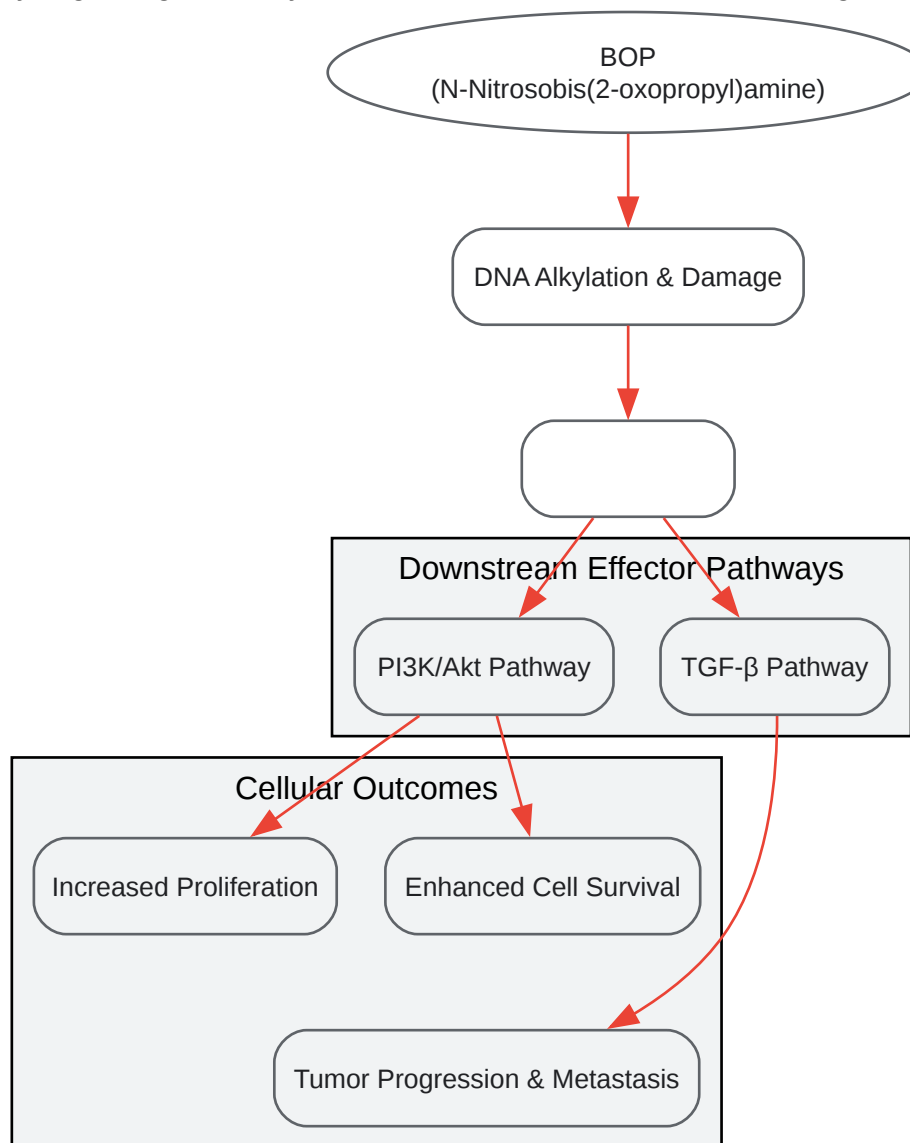 BOP
(N-Nitrosobis(2-oxopropyl)amine)
DNA Alkylation & Damage
Downstream Effector Pathways
PI3K/Akt Pathway
TGF-β Pathway
Cellular Outcomes
Increased Proliferation
Enhanced Cell Survival
Tumor Progression & Metastasis